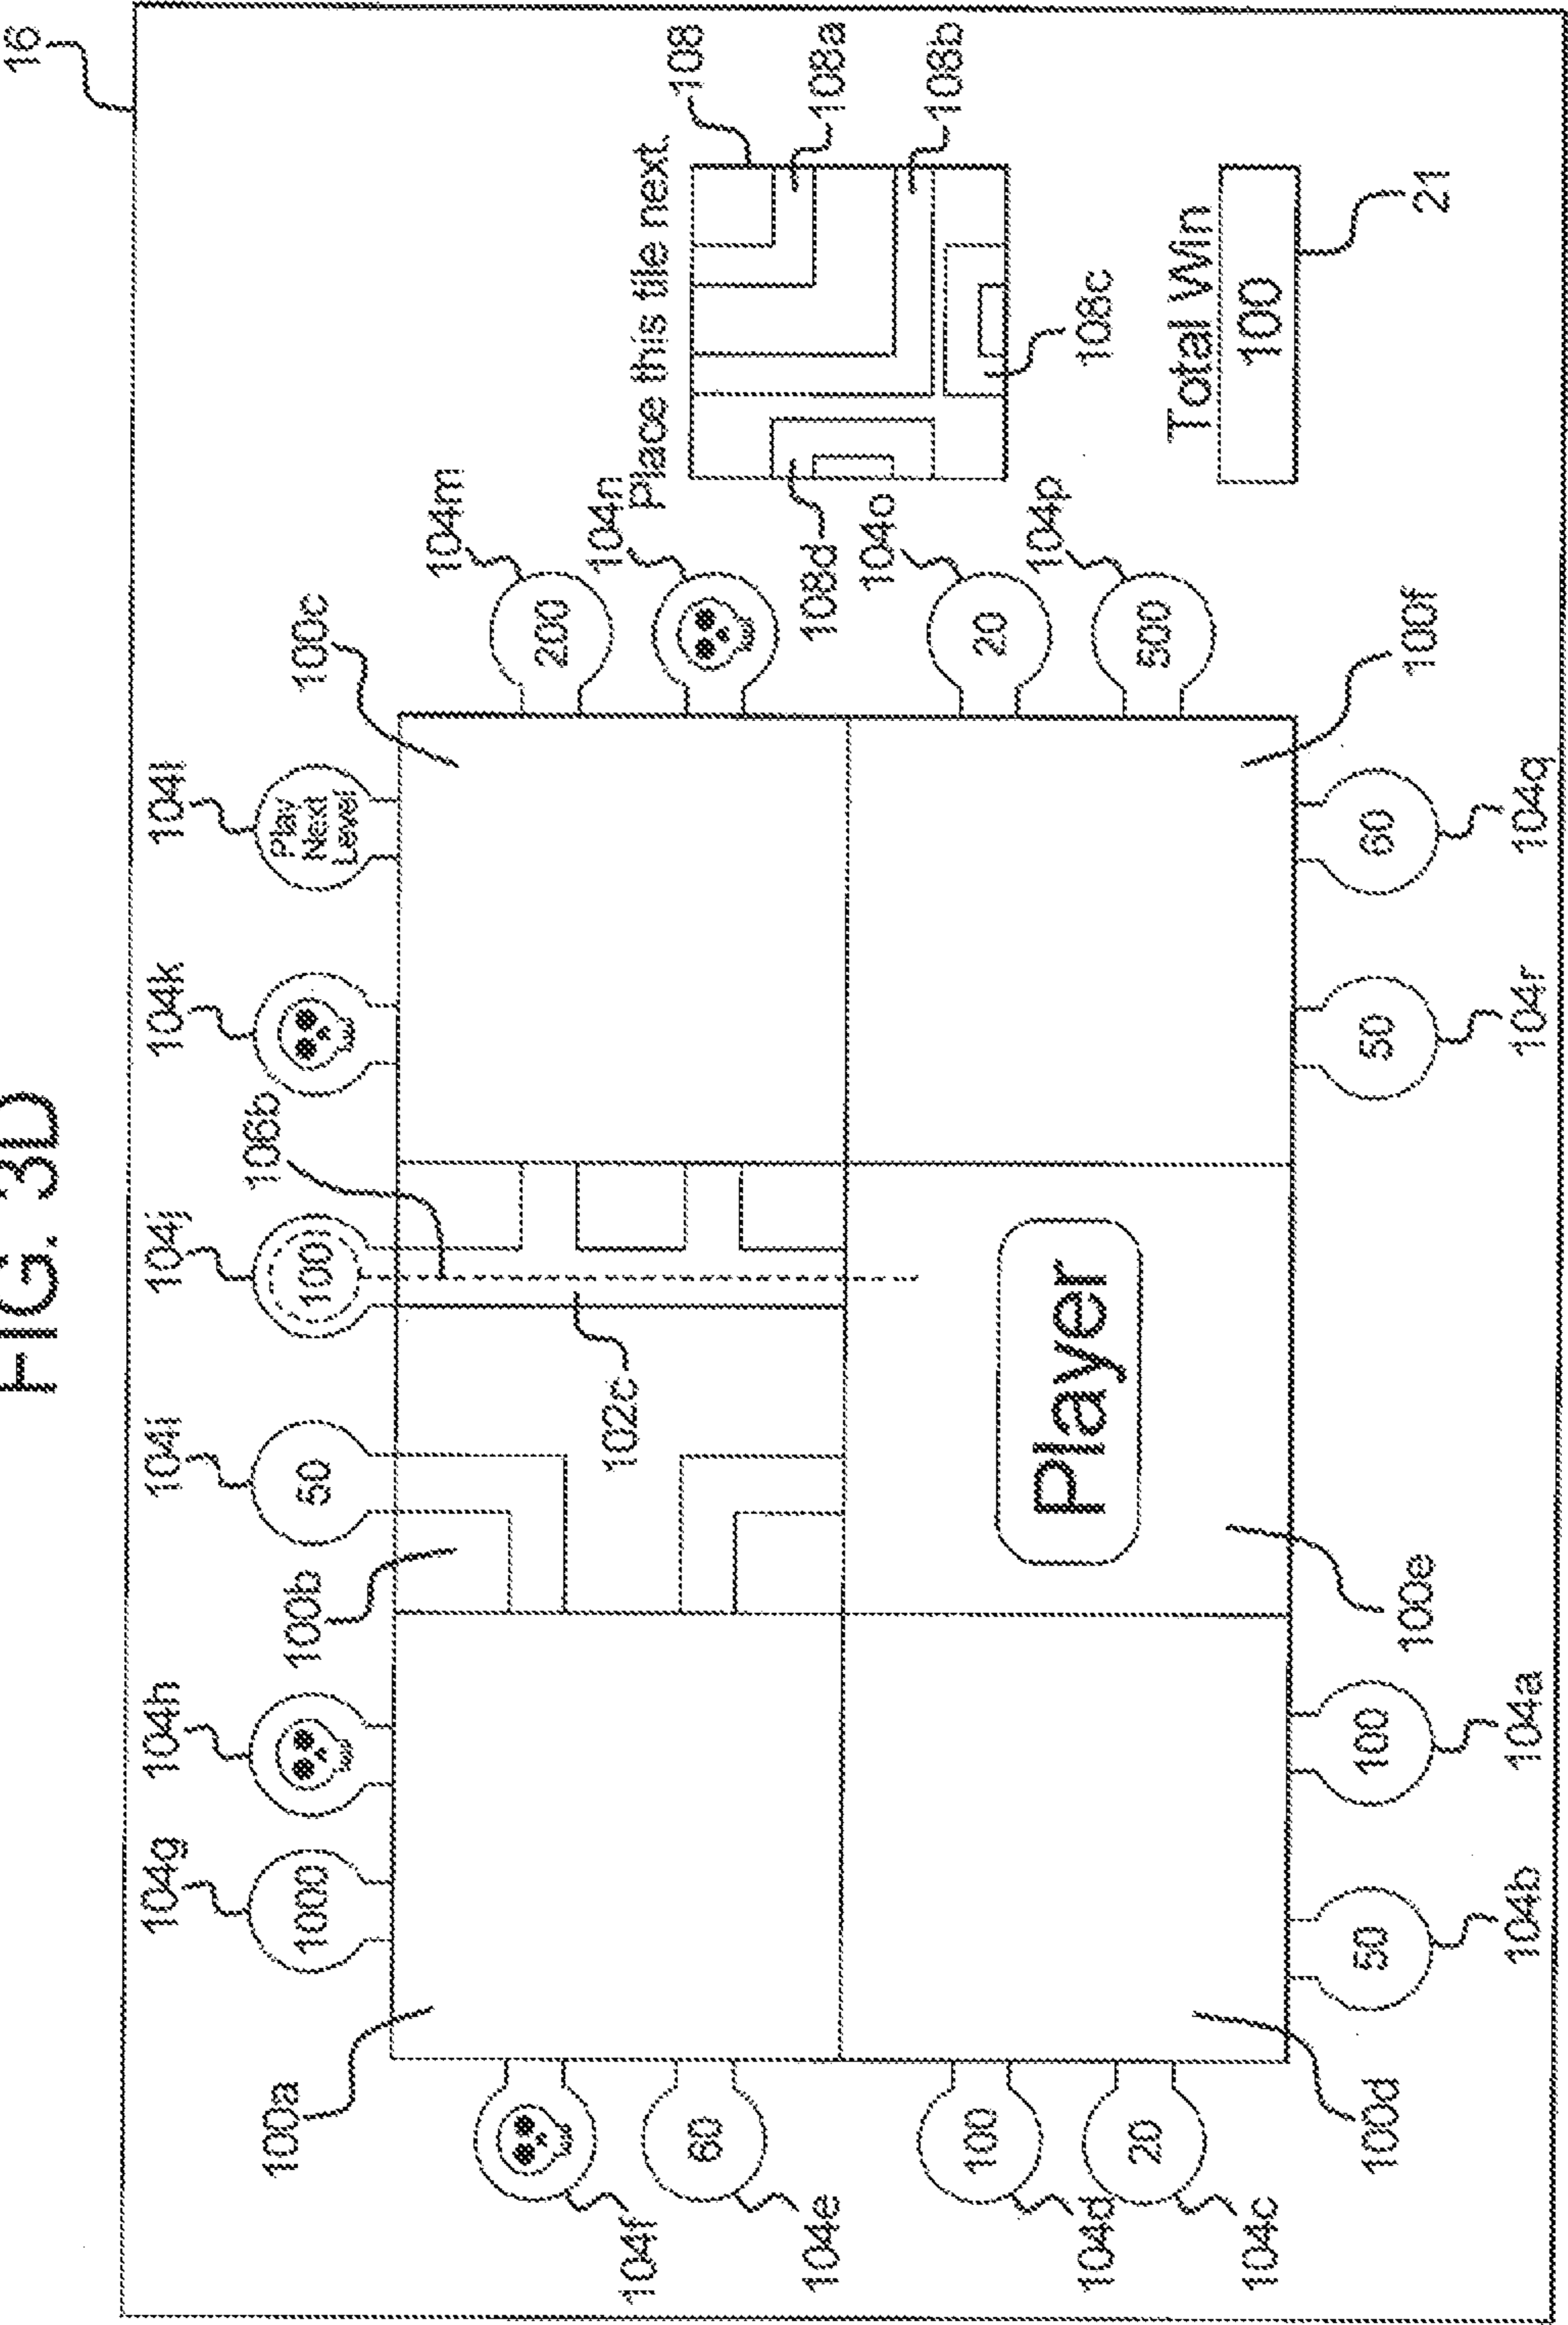 FIG. 3D
16
104g
104h
104i
104j
104k
104l
1000
50
100
Play
Next
Level
106b
100a
100b
100c
104f
104m
200
102c
104e
60
104n
Place this tile next.
108
108a
108b
108c
108d
104d
100
Player
104o
20
104c
20
104p
500
Total Win
100
21
100d
100e
100f
50
100
50
60
104b
104a
104r
104q